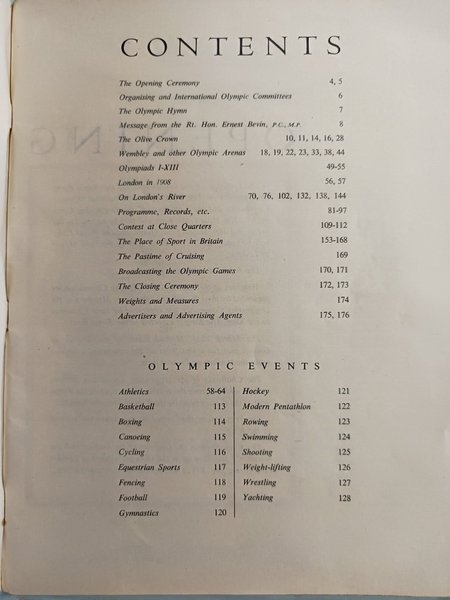 CONTENTS
The Opening Ceremony 4, 5
Organising and International Olympic Committees 6
The Olympic Hymn 7
Message from the Rt. Hon. Ernest Bevin, P.C., M.P. 8
The Olive Crown 10, 11, 14, 16, 28
Wembley and other Olympic Arenas 18, 19, 22, 23, 33, 38, 44
Olympiads I-XIII 49-55
London in 1908 56, 57
On London's River 70, 76, 102, 132, 138, 144
Programme, Records, etc. 81-97
Contest at Close Quarters 109-112
The Place of Sport in Britain 153-168
The Pastime of Cruising 169
Broadcasting the Olympic Games 170, 171
The Closing Ceremony 172, 173
Weights and Measures 174
Advertisers and Advertising Agents 175, 176
OLYMPIC EVENTS
Athletics 58-64
Basketball 113
Boxing 114
Canoeing 115
Cycling 116
Equestrian Sports 117
Fencing 118
Football 119
Gymnastics 120
Hockey 121
Modern Pentathlon 122
Rowing 123
Swimming 124
Shooting 125
Weight-lifting 126
Wrestling 127
Yachting 128